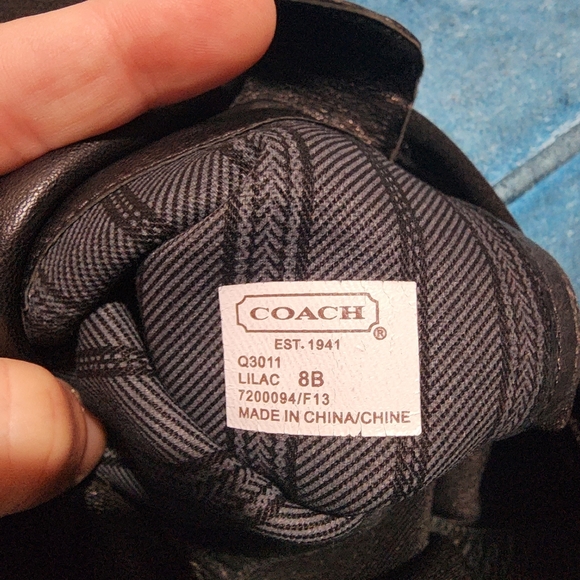 COACH ®
EST. 1941
Q3011
LILAC 8B
7200094/F13
MADE IN CHINA/CHINE